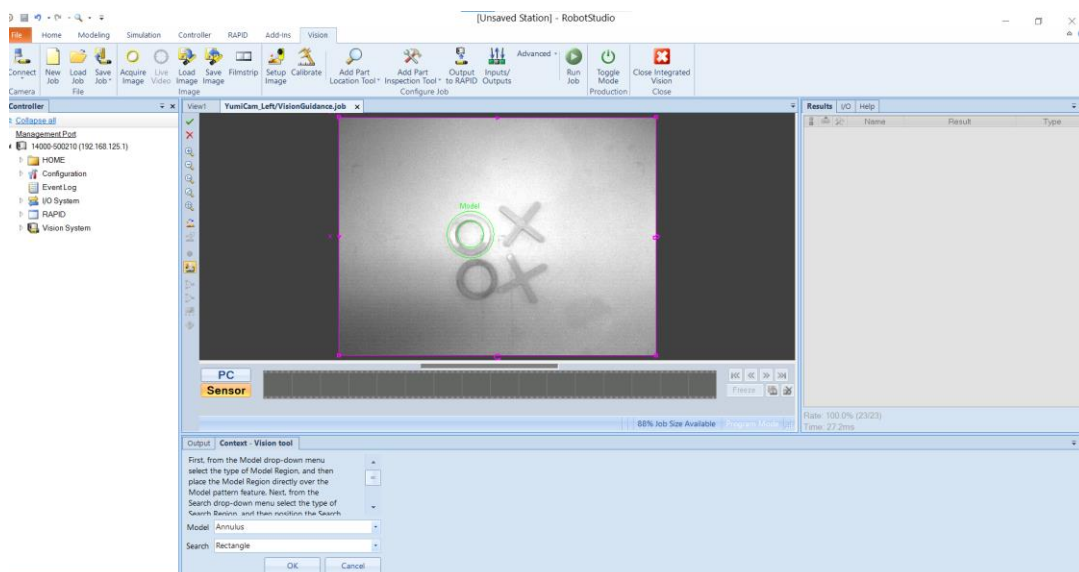 [Unsaved Station] - RobotStudio
File Home Modeling Simulation Controller RAPID Add-Ins Vision
Connect New Job Load Job Save Job Acquire Image Live Video Load Image Save Image Filmstrip Setup Image Calibrate Add Part Location Tool Add Part Inspection Tool Output to RAPID Inputs/ Outputs Advanced Run Job Toggle Mode Close Integrated Vision
Camera File Image Configure Job Production Close
Controller
Collapse all
Management Port
14000-500210 (192.168.125.1)
HOME
Configuration
Event Log
I/O System
RAPID
Vision System
View1 YumiCam_Left/VisionGuidance.job x
Model
PC
Sensor
Freeze
88% Job Size Available Program Mode
Results I/O Help
Name Result Type
Rate: 100.0% (23/23)
Time: 27.2ms
Output Context - Vision tool
First, from the Model drop-down menu
select the type of Model Region, and then
place the Model Region directly over the
Model pattern feature. Next, from the
Search drop-down menu select the type of
Search Region, and then position the Search
Model Annulus
Search Rectangle
OK Cancel